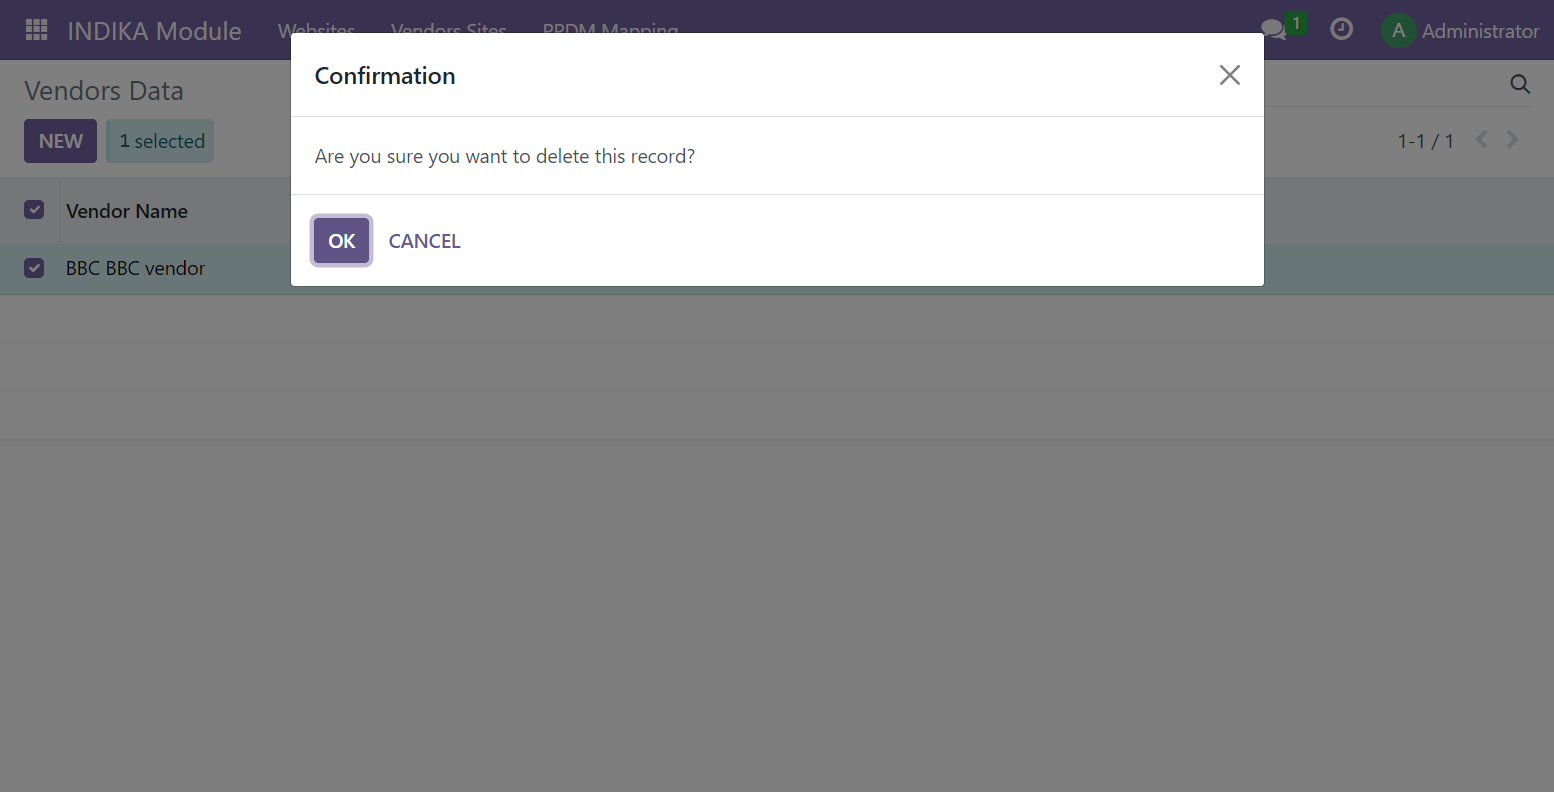 INDIKA Module Websites Vendors Sites PPDM Mapping 1 A Administrator
Confirmation
Vendors Data
NEW 1 selected 1-1 / 1
Are you sure you want to delete this record?
Vendor Name
OK CANCEL
BBC BBC vendor